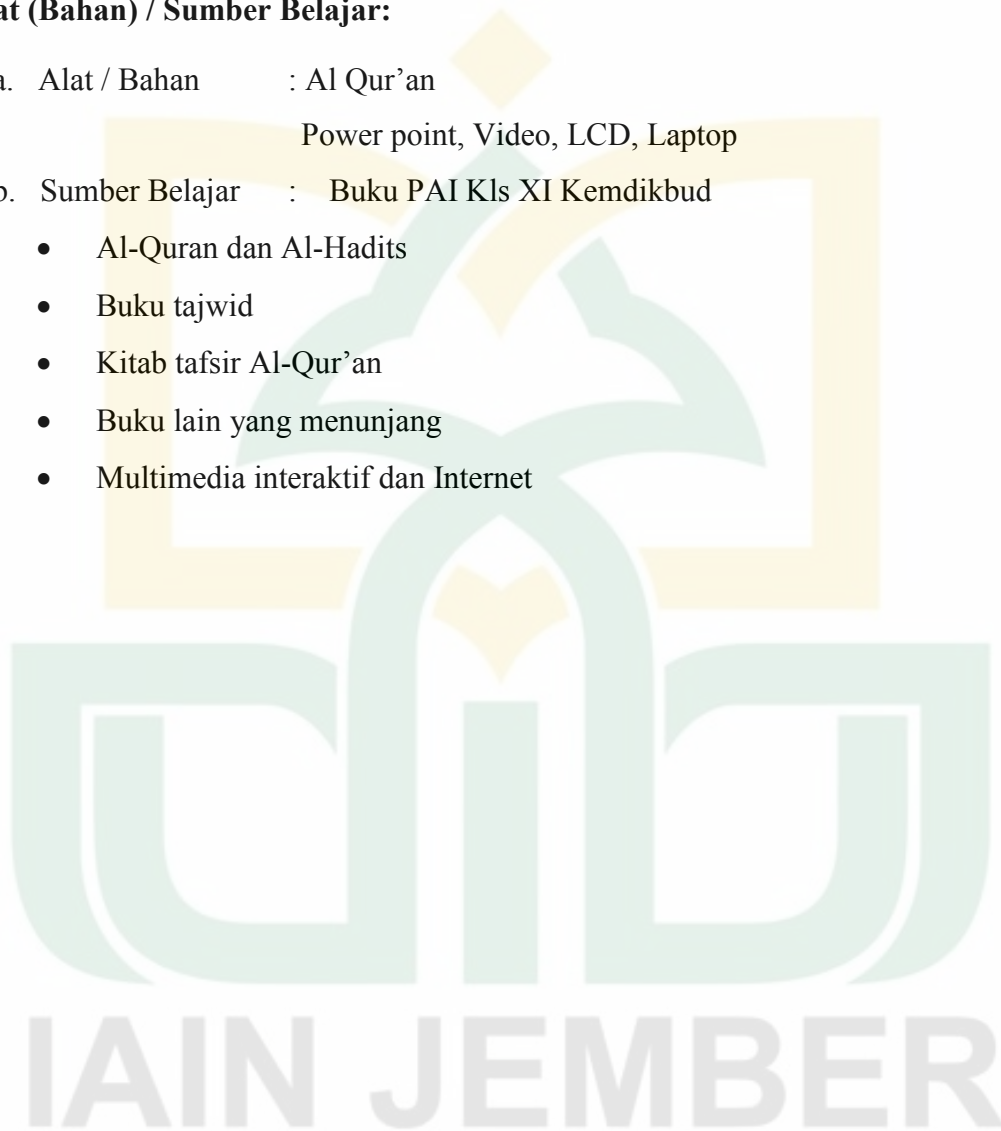 at (Bahan) / Sumber Belajar:
a. Alat / Bahan : Al Qur’an
Power point, Video, LCD, Laptop
b. Sumber Belajar : Buku PAI Kls XI Kemdikbud
• Al-Quran dan Al-Hadits
• Buku tajwid
• Kitab tafsir Al-Qur’an
• Buku lain yang menunjang
• Multimedia interaktif dan Internet
IAIN JEMBER